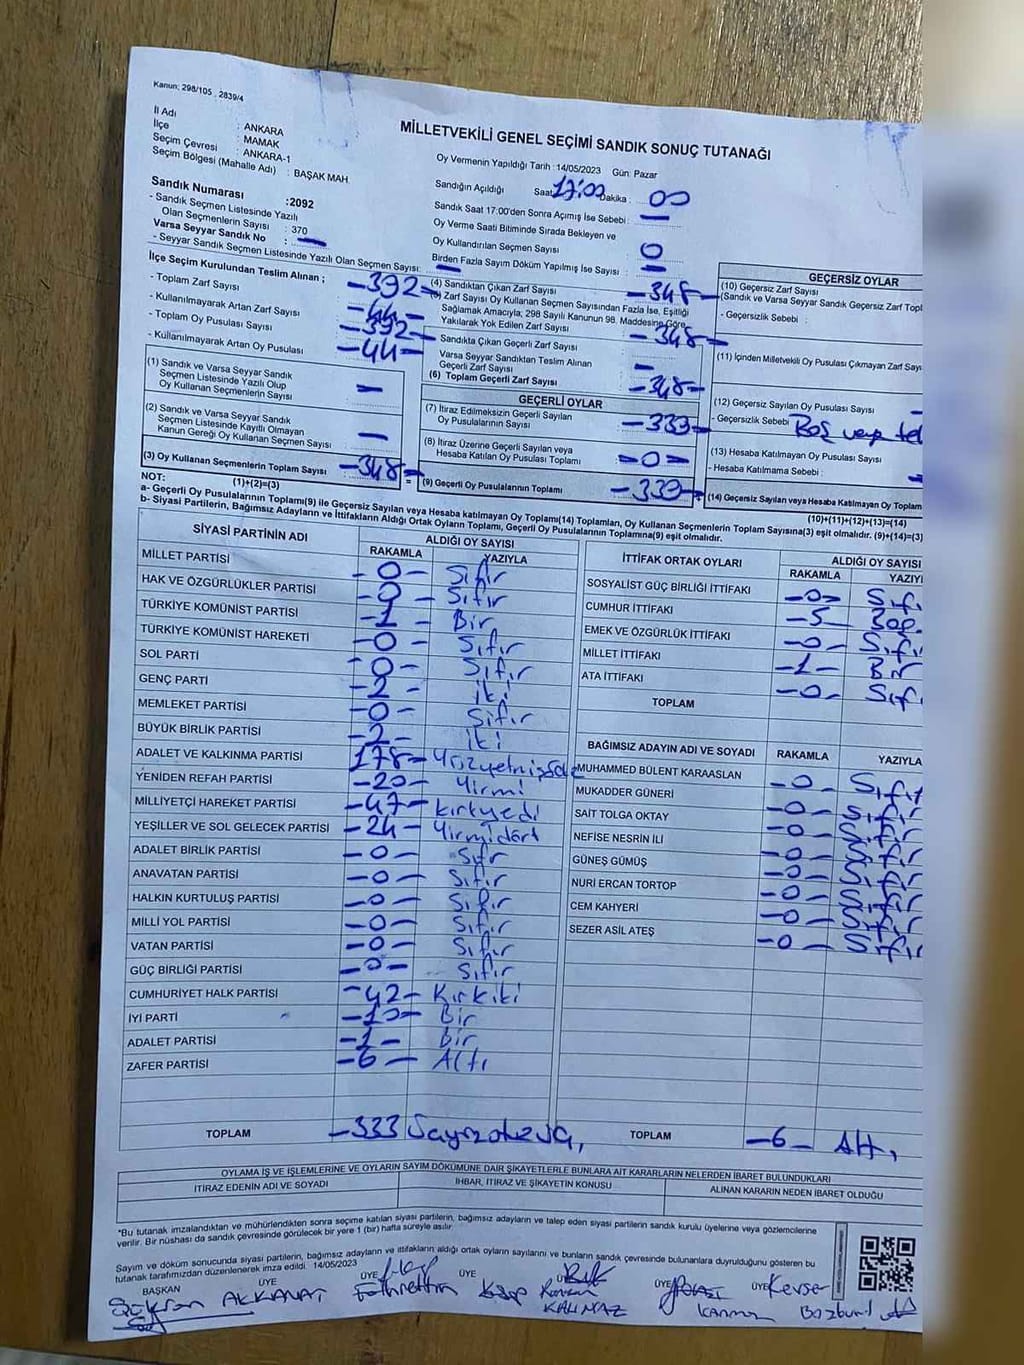 Kanun; 298/105 2839/4
MİLLETVEKİLİ GENEL SEÇİMİ SANDIK SONUÇ TUTANAĞI
İl Adı : ANKARA
İlçe : MAMAK
Seçim Çevresi : ANKARA-1
Seçim Bölgesi (Mahalle Adı) : BAŞAK MAH.
Sandık Numarası :2092
- Sandık Seçmen Listesinde Yazılı
Olan Seçmenlerin Sayısı : 370
Varsa Seyyar Sandık No : —
- Seyyar Sandık Seçmen Listesinde Yazılı Olan Seçmen Sayısı: —
Oy Vermenin Yapıldığı Tarih :14/05/2023 Gün: Pazar
Sandığın Açıldığı Saat 17:00 Dakika : 00
Sandık Saat 17:00'den Sonra Açımış İse Sebebi : —
Oy Verme Saati Bitiminde Sırada Bekleyen ve
Oy Kullandırılan Seçmen Sayısı : 0
Birden Fazla Sayım Döküm Yapılmış İse Sayısı : —
İlçe Seçim Kurulundan Teslim Alınan ;
- Toplam Zarf Sayısı : -392-
- Kullanılmayarak Artan Zarf Sayısı : -44-
- Toplam Oy Pusulası Sayısı : -392-
- Kullanılmayarak Artan Oy Pusulası : -44-
(1) Sandık ve Varsa Seyyar Sandık
Seçmen Listesinde Yazılı Olup
Oy Kullanan Seçmenlerin Sayısı : —
(2) Sandık ve Varsa Seyyar Sandık
Seçmen Listesinde Kayıtlı Olmayan
Kanun Gereği Oy Kullanan Seçmen Sayısı : —
(3) Oy Kullanan Seçmenlerin Toplam Sayısı : -348-
(1)+(2)=(3)
(4) Sandıktan Çıkan Zarf Sayısı : -348-
(5) Zarf Sayısı Oy Kullanan Seçmen Sayısından Fazla İse, Eşitliği
Sağlamak Amacıyla, 298 Sayılı Kanunun 98. Maddesine Göre
Yakılarak Yok Edilen Zarf Sayısı :
Sandıkta Çıkan Geçerli Zarf Sayısı : -348-
Varsa Seyyar Sandıktan Teslim Alınan
Geçerli Zarf Sayısı : —
(6) Toplam Geçerli Zarf Sayısı : -348-
GEÇERLİ OYLAR
(7) İtiraz Edilmeksizin Geçerli Sayılan
Oy Pusulalarının Sayısı : -339-
(8) İtiraz Üzerine Geçerli Sayılan veya
Hesaba Katılan Oy Pusulası Toplamı : -0-
(9) Geçerli Oy Pusulalarının Toplamı : -339-
GEÇERSİZ OYLAR
(10) Geçersiz Zarf Sayısı
(Sandık ve Varsa Seyyar Sandık Geçersiz Zarf Topl
- Geçersizlik Sebebi :
(11) İçinden Milletvekili Oy Pusulası Çıkmayan Zarf Say
(12) Geçersiz Sayılan Oy Pusulası Sayısı
- Geçersizlik Sebebi Boş veya
(13) Hesaba Katılmayan Oy Pusulası Sayısı
- Hesaba Katılmama Sebebi :
(14) Geçersiz Sayılan veya Hesaba Katılmayan Oy Toplam
(10)+(11)+(12)+(13)=(14)
NOT:
a- Geçerli Oy Pusulalarının Toplamı(9) ile Geçersiz Sayılan veya Hesaba katılmayan Oy Toplamı(14) Toplamları, Oy Kullanan Seçmenlerin Toplam Sayısına(3) eşit olmalıdır. (9)+(14)=(3)
b- Siyasi Partilerin, Bağımsız Adayların ve İttifakların Aldığı Ortak Oyların Toplamı, Geçerli Oy Pusulalarının Toplamına(9) eşit olmalıdır.
SİYASİ PARTİNİN ADI ALDIĞI OY SAYISI
RAKAMLA YAZIYLA
MİLLET PARTİSİ -0- Sıfır
HAK VE ÖZGÜRLÜKLER PARTİSİ -0- Sıfır
TÜRKİYE KOMÜNİST PARTİSİ -1- Bir
TÜRKİYE KOMÜNİST HAREKETİ -0- Sıfır
SOL PARTİ -0- Sıfır
GENÇ PARTİ -2- iki
MEMLEKET PARTİSİ -0- Sıfır
BÜYÜK BİRLİK PARTİSİ -2- iki
ADALET VE KALKINMA PARTİSİ 178-
YENİDEN REFAH PARTİSİ -20- Yirmi
MİLLİYETÇİ HAREKET PARTİSİ -47- kırkyedi
YEŞİLLER VE SOL GELECEK PARTİSİ -24- Yirmidört
ADALET BİRLİK PARTİSİ -0- Sıfır
ANAVATAN PARTİSİ -0- Sıfır
HALKIN KURTULUŞ PARTİSİ -0- Sıfır
MİLLİ YOL PARTİSİ -0- Sıfır
VATAN PARTİSİ -0- Sıfır
GÜÇ BİRLİĞİ PARTİSİ -0- Sıfır
CUMHURİYET HALK PARTİSİ -42- Kırkiki
İYİ PARTİ -10- Bir
ADALET PARTİSİ -1- Bir
ZAFER PARTİSİ -6- Altı
TOPLAM -333
İTTİFAK ORTAK OYLARI ALDIĞI OY SAYISI
RAKAMLA YAZIY
SOSYALİST GÜÇ BİRLİĞİ İTTİFAKI -0- Sıfı
CUMHUR İTTİFAKI -5
EMEK VE ÖZGÜRLÜK İTTİFAKI -0- Sıfı
MİLLET İTTİFAKI -1- Bir
ATA İTTİFAKI -0- Sıfı
TOPLAM
BAĞIMSIZ ADAYIN ADI VE SOYADI RAKAMLA YAZIYLA
MUHAMMED BÜLENT KARAASLAN -0- Sıfır
MUKADDER GÜNERİ -0- Sıfır
SAİT TOLGA OKTAY -0- Sıfır
NEFİSE NESRİN İLİ -0- Sıfır
GÜNEŞ GÜMÜŞ -0- Sıfır
NURİ ERCAN TORTOP -0- Sıfır
CEM KAHYERİ -0- Sıfır
SEZER ASİL ATEŞ -0- Sıfır
TOPLAM -6- Altı
OYLAMA İŞ VE İŞLEMLERİNE VE OYLARIN SAYIM DÖKÜMÜNE DAİR ŞİKAYETLERLE BUNLARA AİT KARARLARIN NELERDEN İBARET BULUNDUKLARI
İTİRAZ EDENİN ADI VE SOYADI İHBAR, İTİRAZ VE ŞİKAYETİN KONUSU ALINAN KARARIN NEDEN İBARET OLDUĞU
*Bu tutanak imzalandıktan ve mühürlendikten sonra seçime katılan siyasi partilerin, bağımsız adayların ve talep eden siyasi partilerin sandık kurulu üyelerine veya gözlemcilerine
verilir. Bir nüshası da sandık çevresinde görülecek bir yere 1 (bir) hafta süreyle asılır.
Sayım ve döküm sonucunda siyasi partilerin, bağımsız adayların ve ittifakların aldığı ortak oyların sayılarını ve bunların sandık çevresinde bulunanlara duyrulduğunu gösteren bu
tutanak tarafımızdan düzenlenerek imza edildi. 14/05/2023
BAŞKAN ÜYE ÜYE ÜYE ÜYE ÜYE ÜYE Kevser
AKKANAT Fathrettin KALMAZ